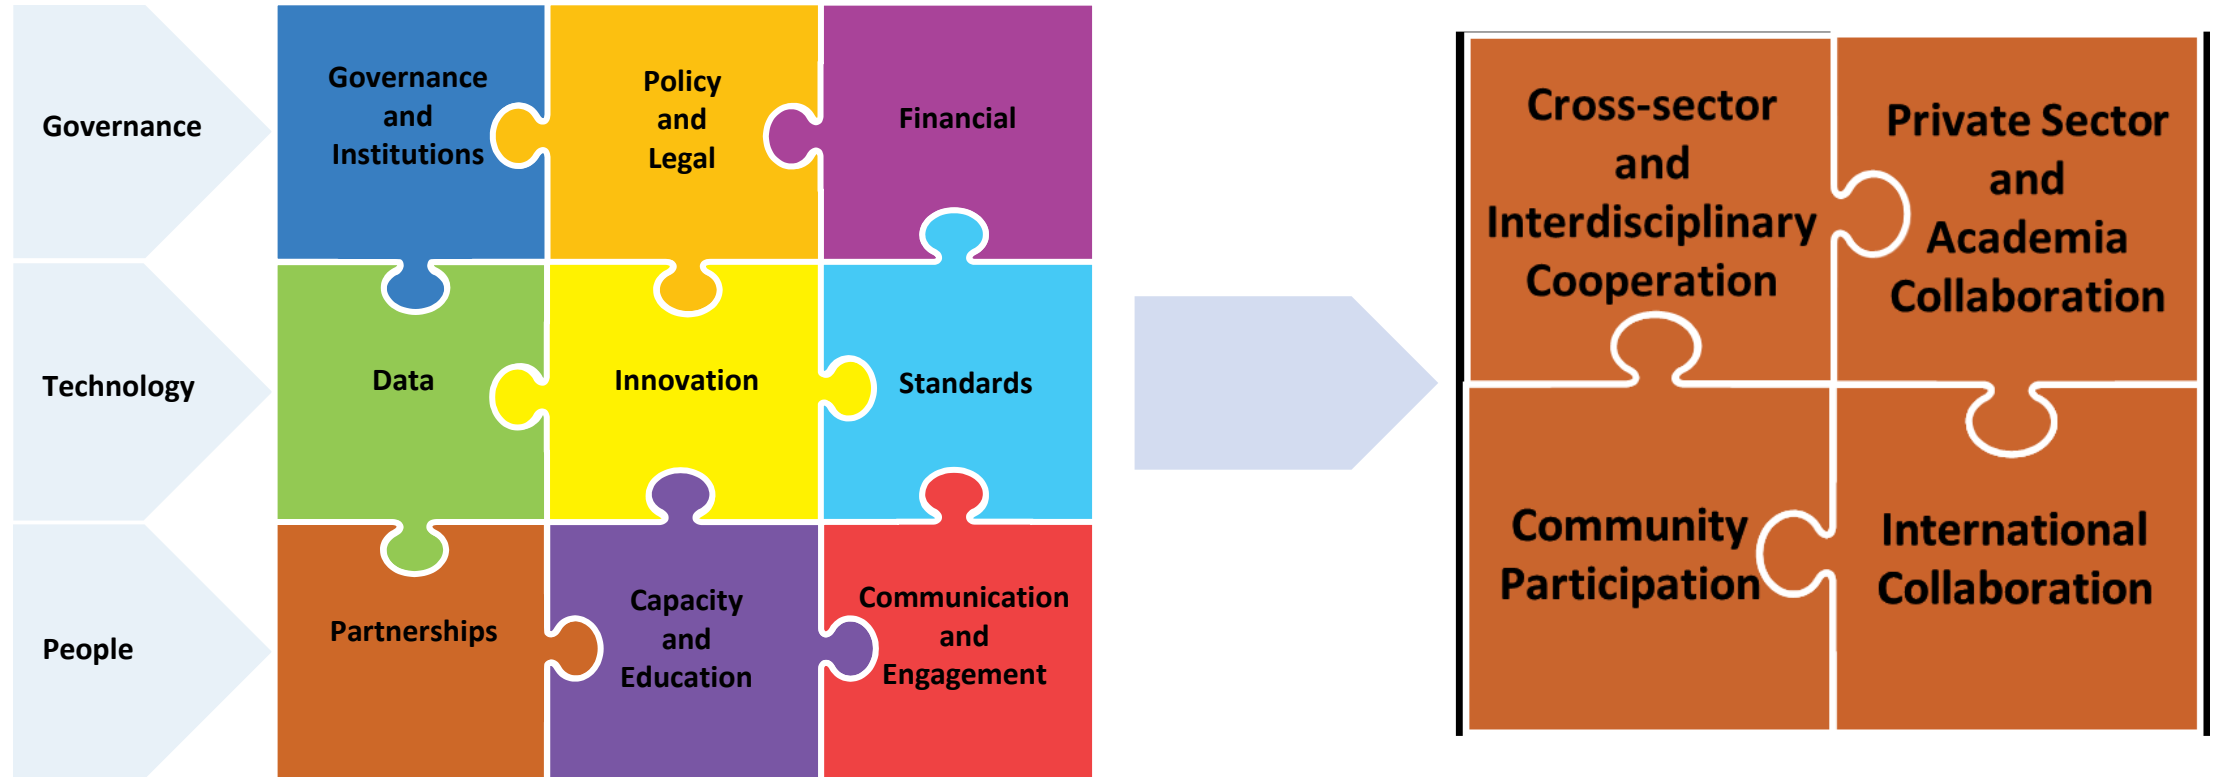 Governance
Governance
and
Institutions
Policy
and
Legal
Financial
Technology
Data
Innovation
Standards
People
Partnerships
Capacity
and
Education
Communication
and
Engagement
Cross-sector
and
Interdisciplinary
Cooperation
Private Sector
and
Academia
Collaboration
Community
Participation
International
Collaboration